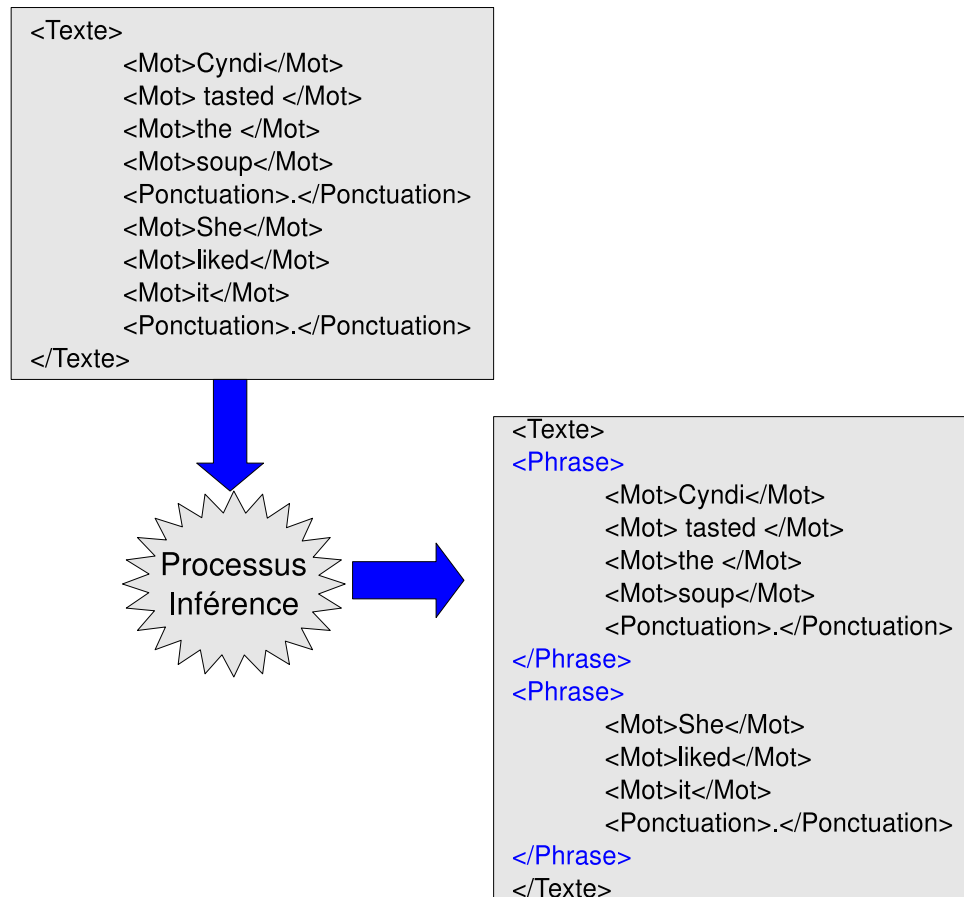 <Texte>
<Mot>Cyndi</Mot>
<Mot> tasted </Mot>
<Mot>the </Mot>
<Mot>soup</Mot>
<Ponctuation>.</Ponctuation>
<Mot>She</Mot>
<Mot>liked</Mot>
<Mot>it</Mot>
<Ponctuation>.</Ponctuation>
</Texte>
Processus
Inférence
<Texte>
<Phrase>
<Mot>Cyndi</Mot>
<Mot> tasted </Mot>
<Mot>the </Mot>
<Mot>soup</Mot>
<Ponctuation>.</Ponctuation>
</Phrase>
<Phrase>
<Mot>She</Mot>
<Mot>liked</Mot>
<Mot>it</Mot>
<Ponctuation>.</Ponctuation>
</Phrase>
</Texte>